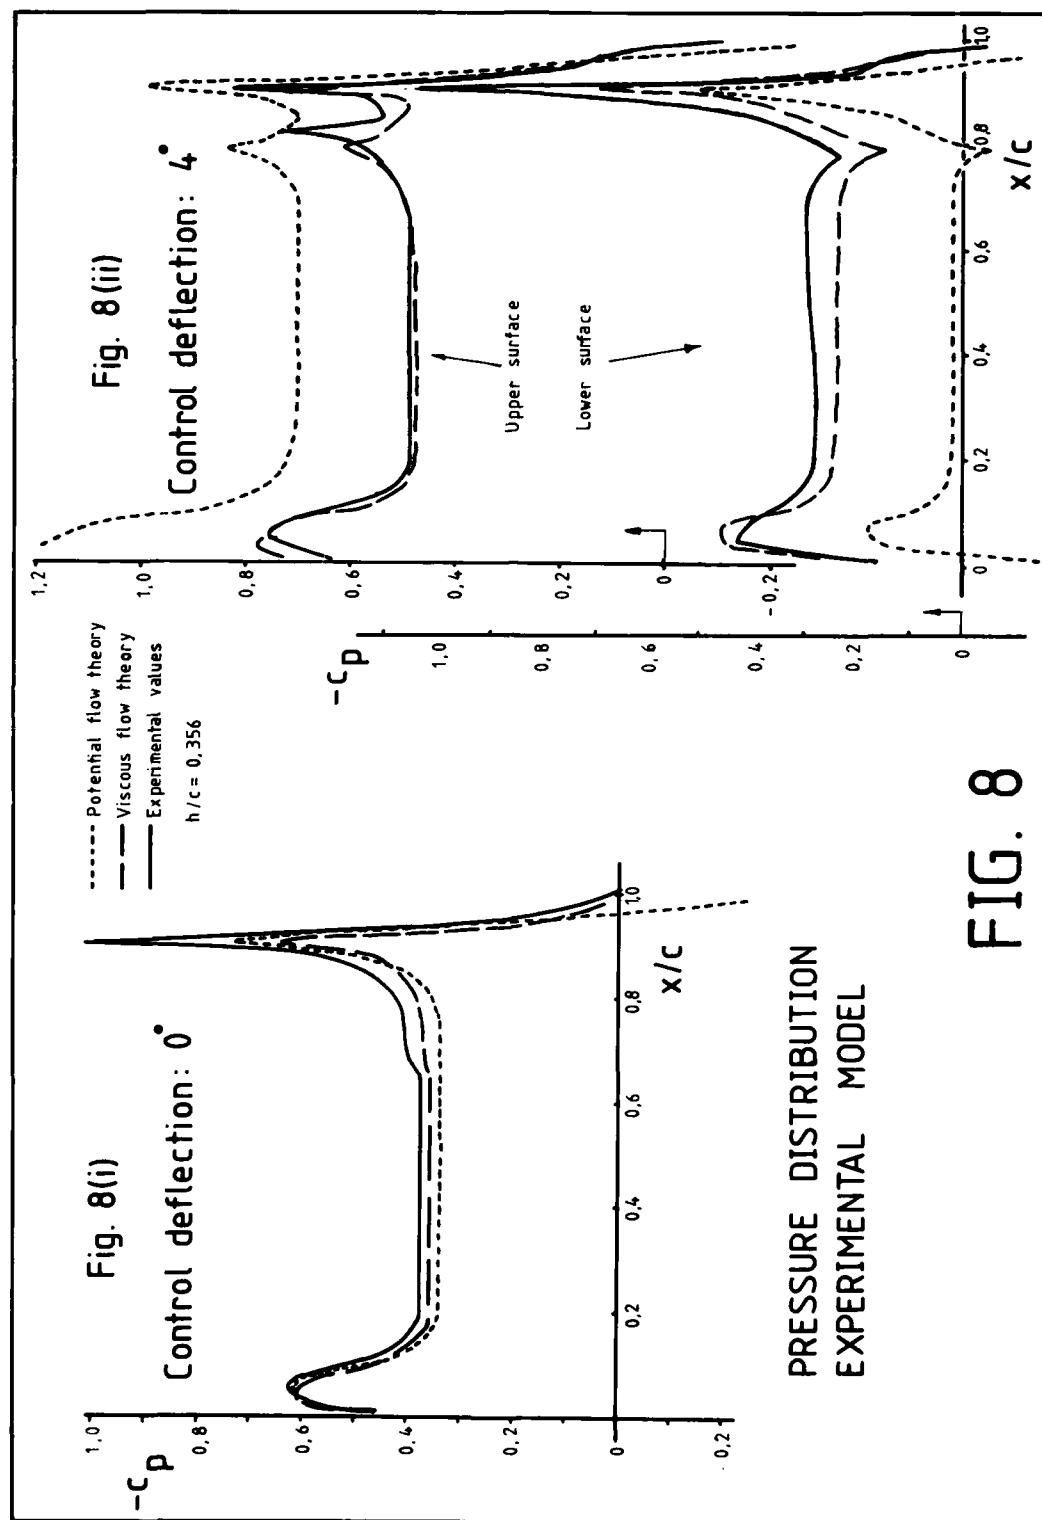 Fig. 8(i)
Control deflection: 0°
-Cp
1,0
0,8
0,6
0,4
0,2
0
-0,2
0,2
0,4
0,6
0,8
1,0
x/c
Potential flow theory
Viscous flow theory
Experimental values
h/c = 0,356
Fig. 8(ii)
Control deflection: 4°
1,2
1,0
0,8
0,6
0,4
0
-0,2
Upper surface
Lower surface
-Cp
1,0
0,8
0,6
0,4
0,2
0
0
0,2
0,4
0,6
0,8
1,0
x/c
PRESSURE DISTRIBUTION
EXPERIMENTAL MODEL
FIG. 8